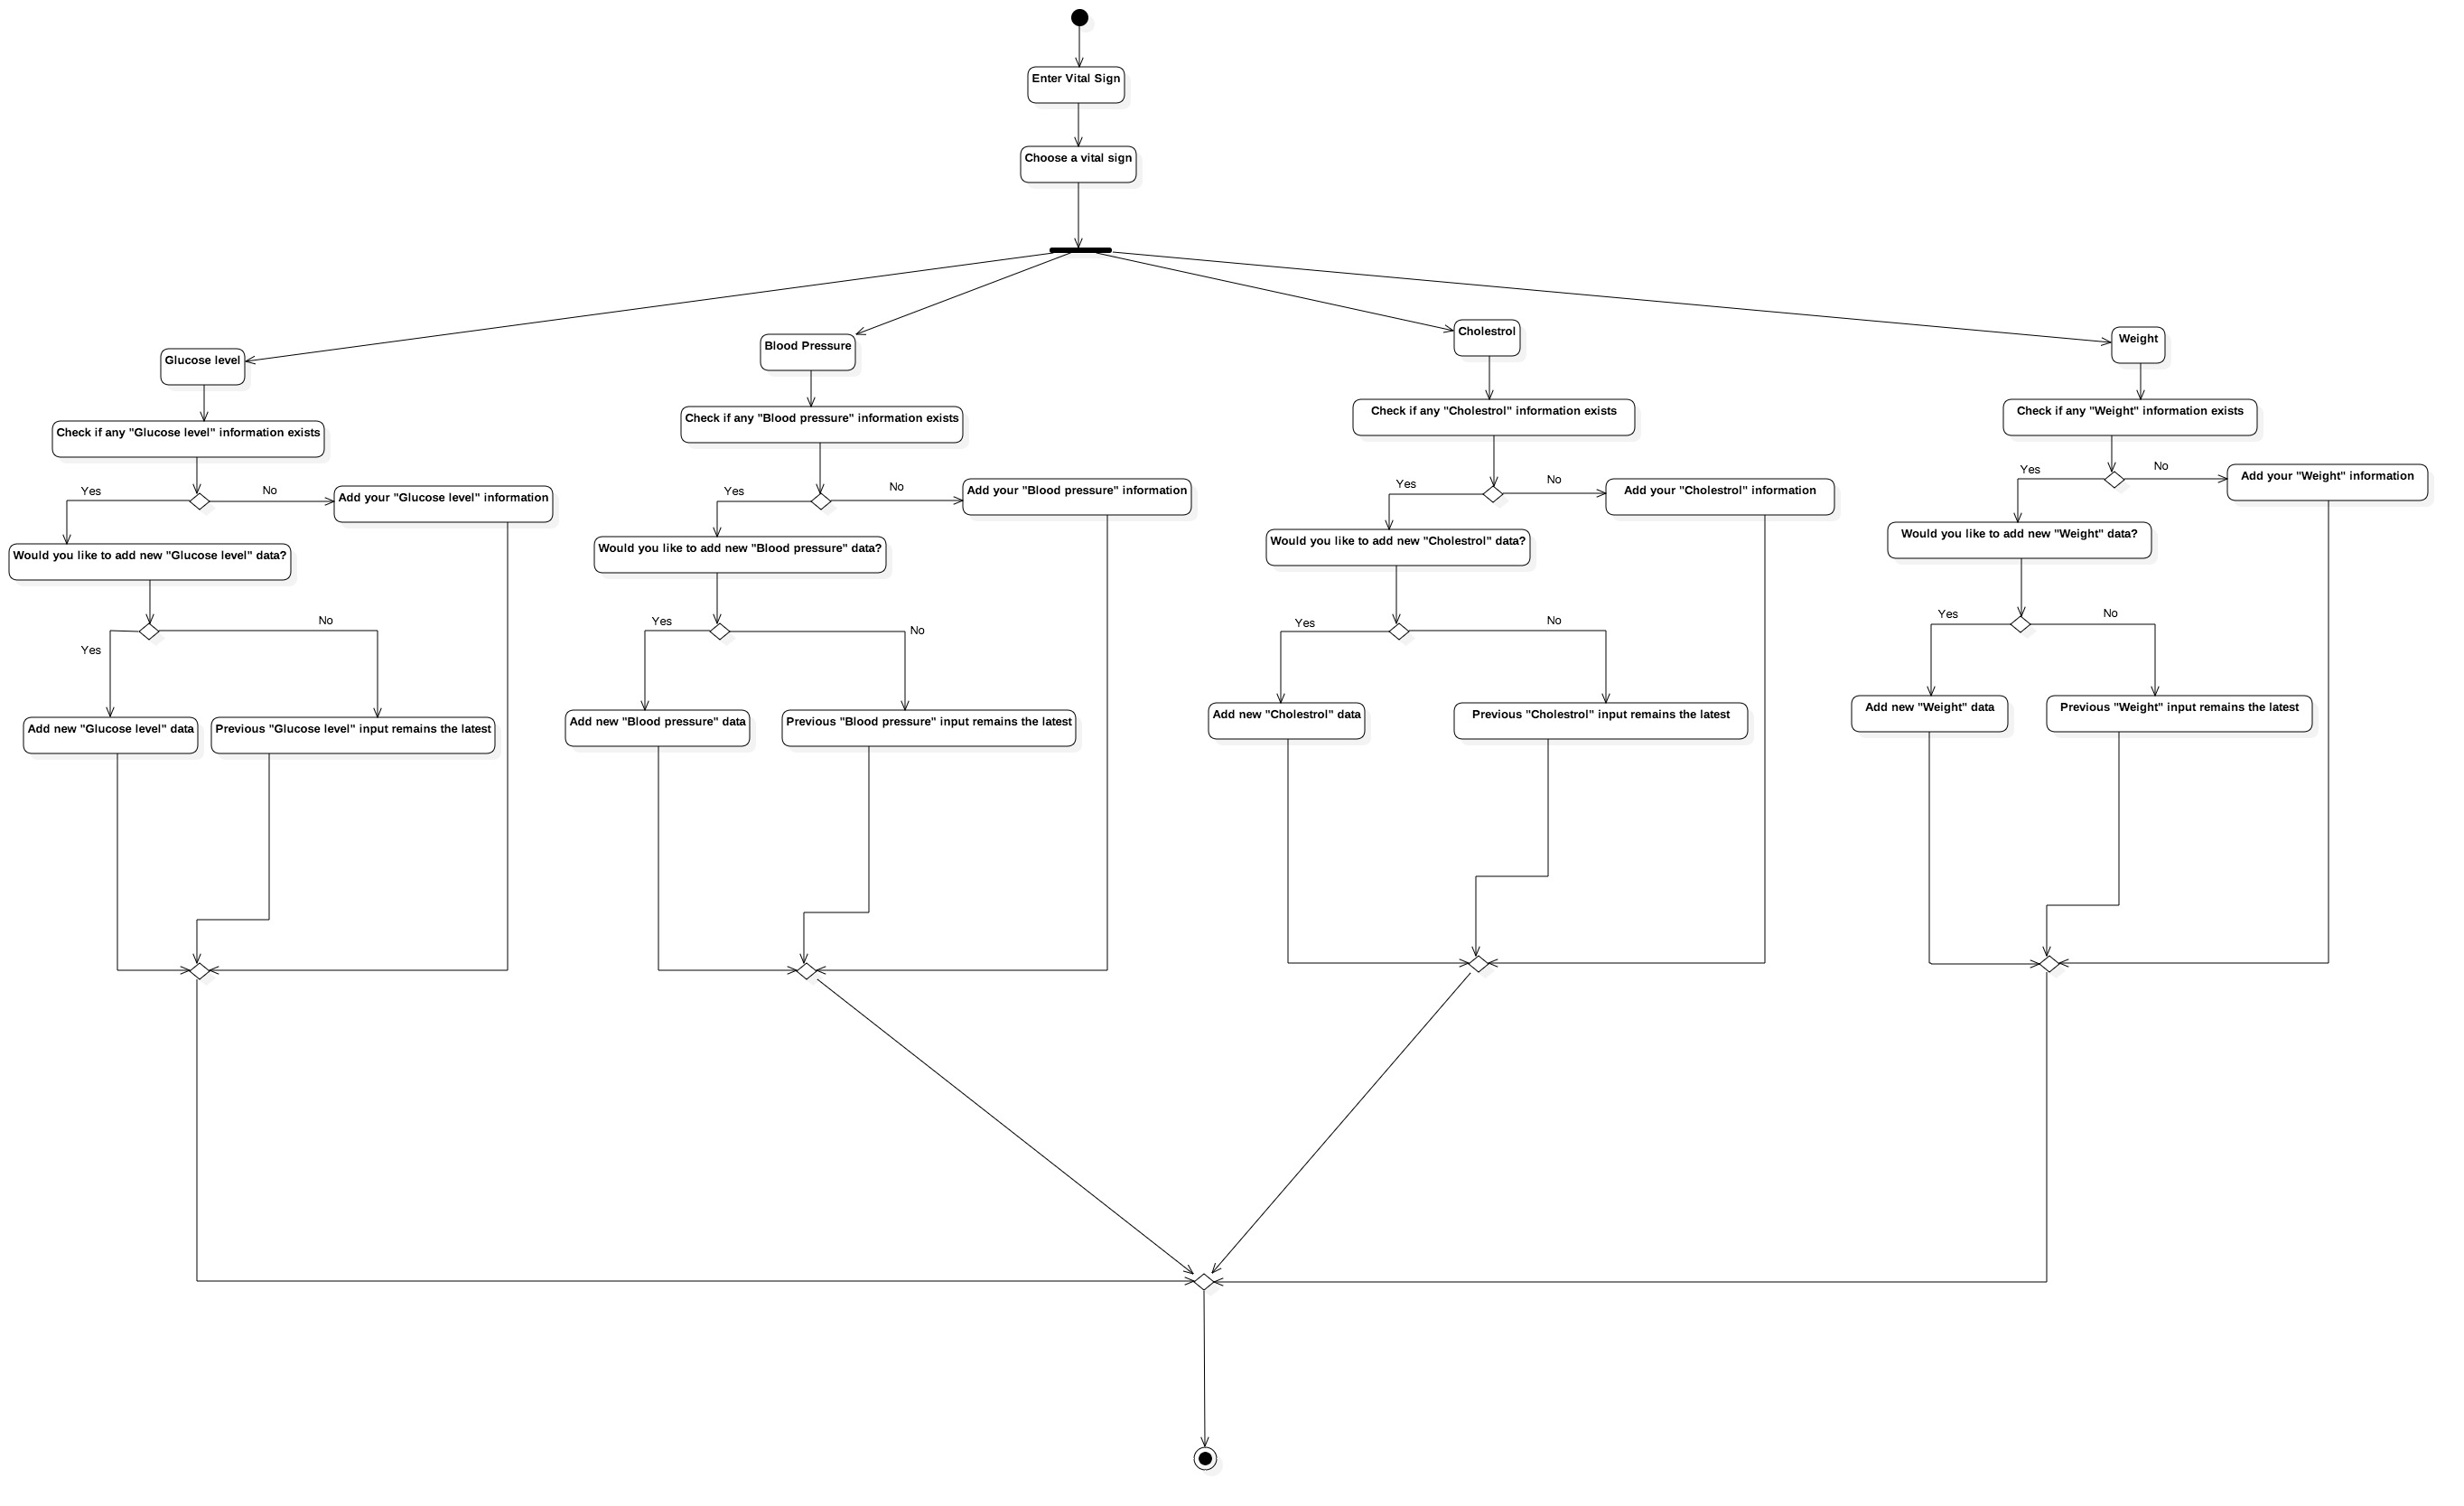 Enter Vital Sign
Choose a vital sign
Glucose level
Blood Pressure
Cholestrol
Weight
Check if any "Glucose level" information exists
Check if any "Blood pressure" information exists
Check if any "Cholestrol" information exists
Check if any "Weight" information exists
Yes
No
Add your "Glucose level" information
Yes
No
Add your "Blood pressure" information
Yes
No
Add your "Cholestrol" information
Yes
No
Add your "Weight" information
Would you like to add new "Glucose level" data?
Would you like to add new "Blood pressure" data?
Would you like to add new "Cholestrol" data?
Would you like to add new "Weight" data?
Yes
No
Yes
No
Yes
No
Yes
No
Add new "Glucose level" data
Previous "Glucose level" input remains the latest
Add new "Blood pressure" data
Previous "Blood pressure" input remains the latest
Add new "Cholestrol" data
Previous "Cholestrol" input remains the latest
Add new "Weight" data
Previous "Weight" input remains the latest